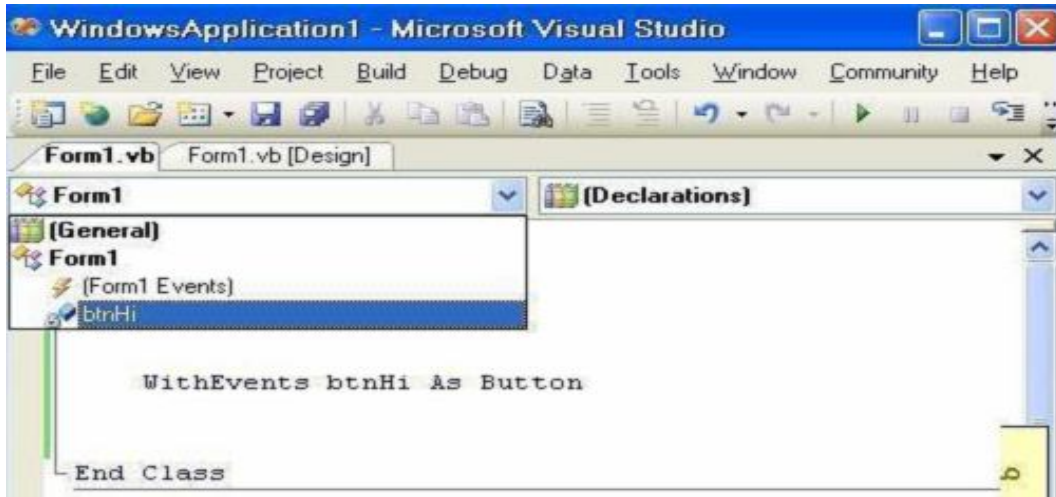 WindowsApplication1 - Microsoft Visual Studio
File Edit View Project Build Debug Data Tools Window Community Help
Form1.vb Form1.vb [Design]
Form1 (Declarations)
(General)
Form1
(Form1 Events)
btnHi
WithEvents btnHi As Button
End Class